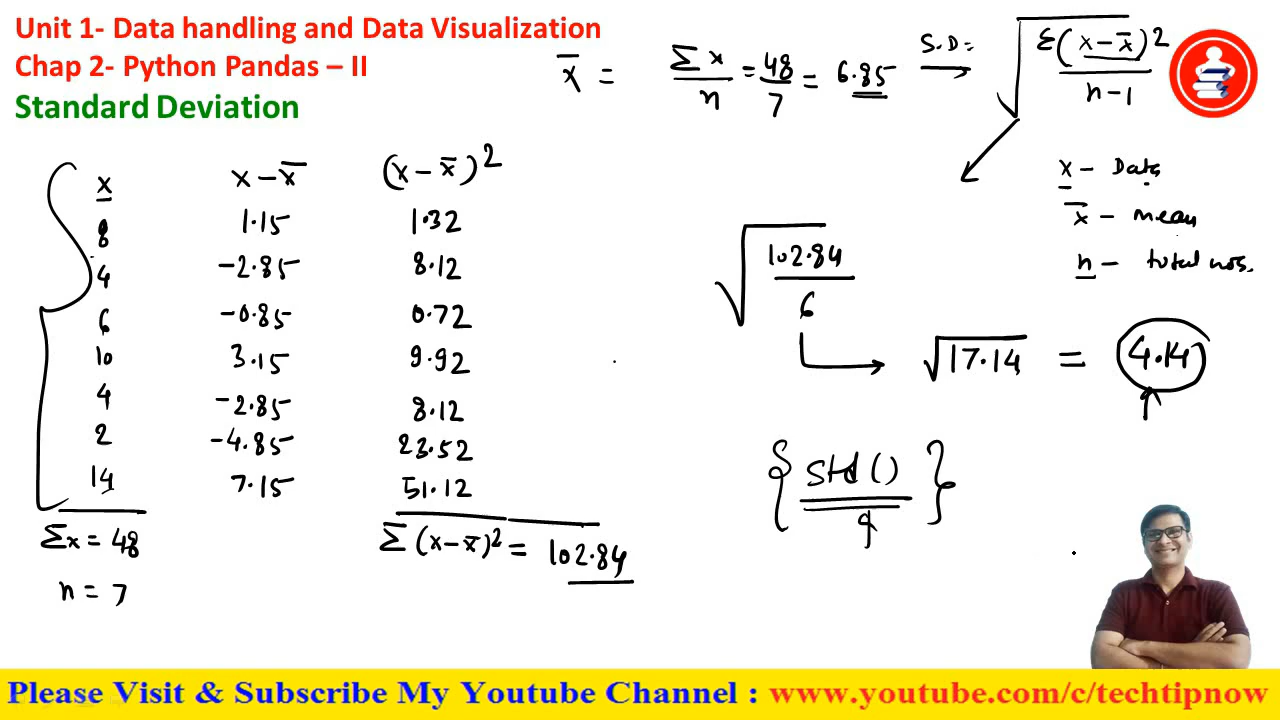 Unit 1- Data handling and Data Visualization
Chap 2- Python Pandas – II
Standard Deviation
x̄ = Σx/n = 48/7 = 6.85
S.D= √(Σ(x-x̄)²/n-1)
x - Data
x̄ - mean
n - total nos.
x x-x̄ (x-x̄)²
8 1.15 1.32
4 -2.85 8.12
6 -0.85 0.72
10 3.15 9.92
4 -2.85 8.12
2 -4.85 23.52
14 7.15 51.12
Σx = 48 Σ(x-x̄)² = 102.84
n = 7
√(102.84/6)
√17.14 = 4.14
{ std() }
Please Visit & Subscribe My Youtube Channel : www.youtube.com/c/techtipnow